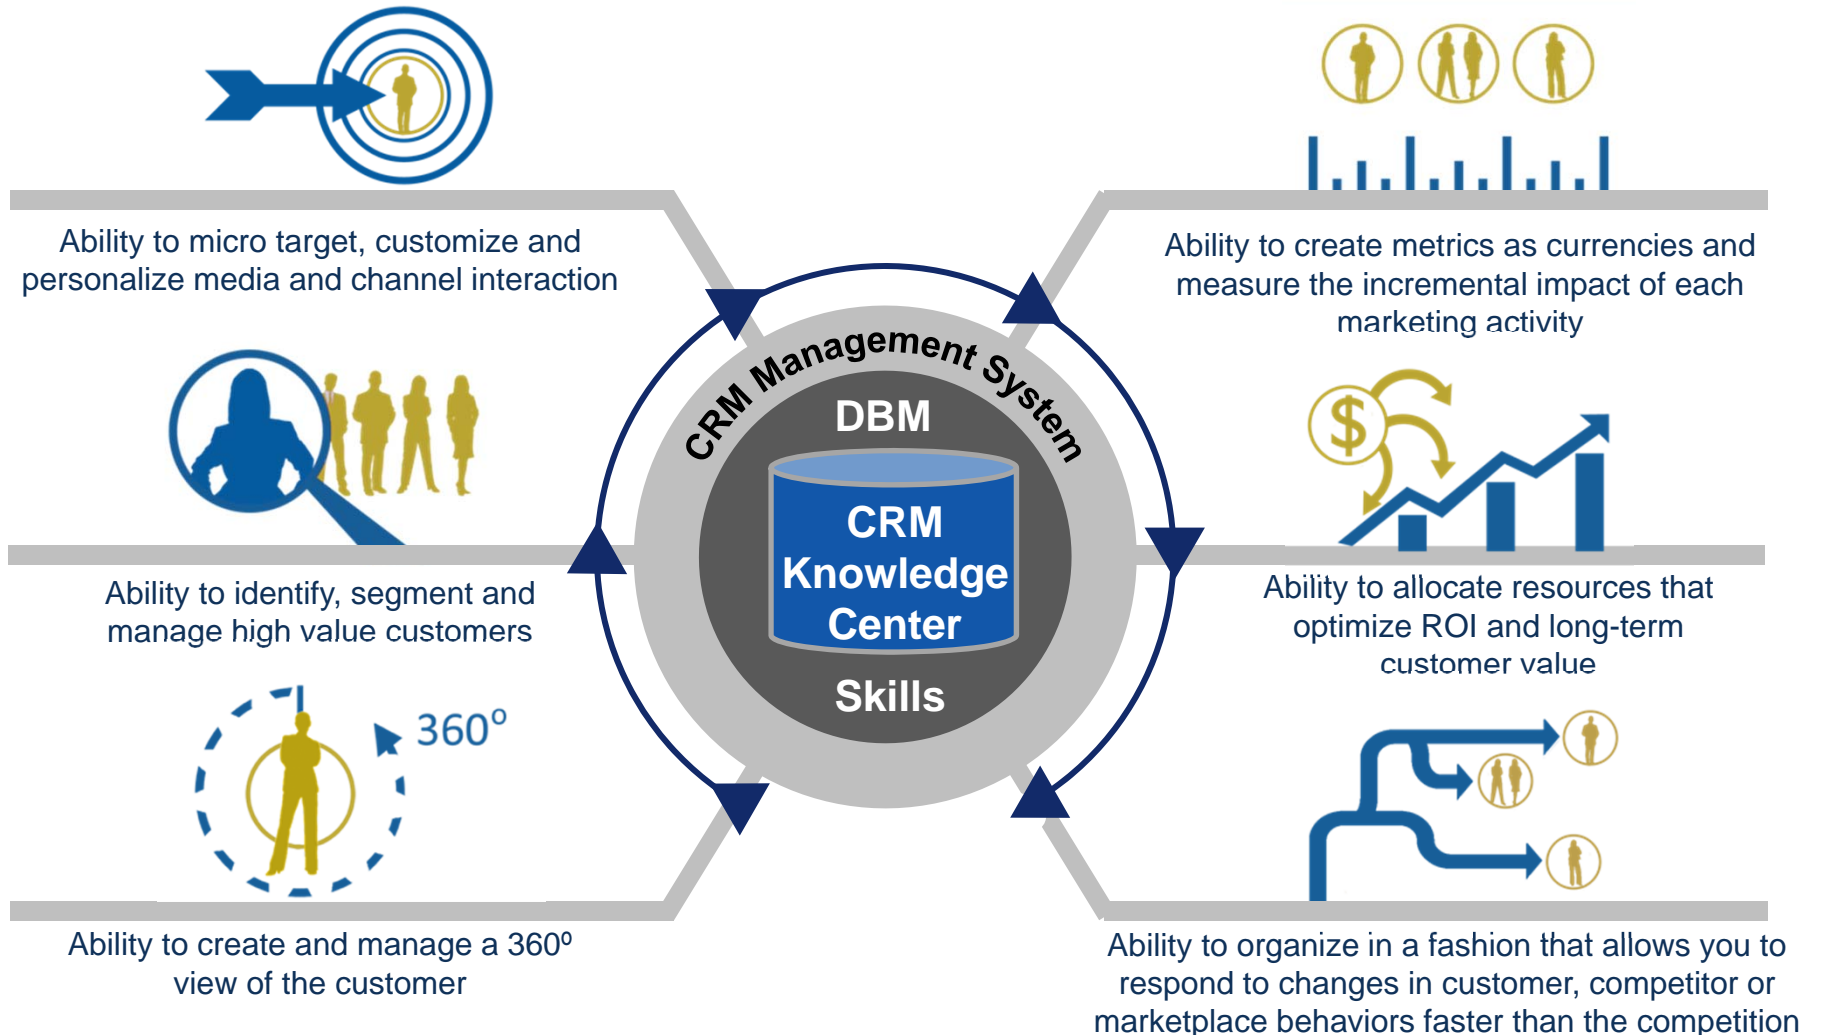 Ability to micro target, customize and
personalize media and channel interaction
Ability to identify, segment and
manage high value customers
360º
Ability to create and manage a 360º
view of the customer
CRM Management System
DBM
CRM
Knowledge
Center
Skills
Ability to create metrics as currencies and
measure the incremental impact of each
marketing activity
$
Ability to allocate resources that
optimize ROI and long-term
customer value
Ability to organize in a fashion that allows you to
respond to changes in customer, competitor or
marketplace behaviors faster than the competition